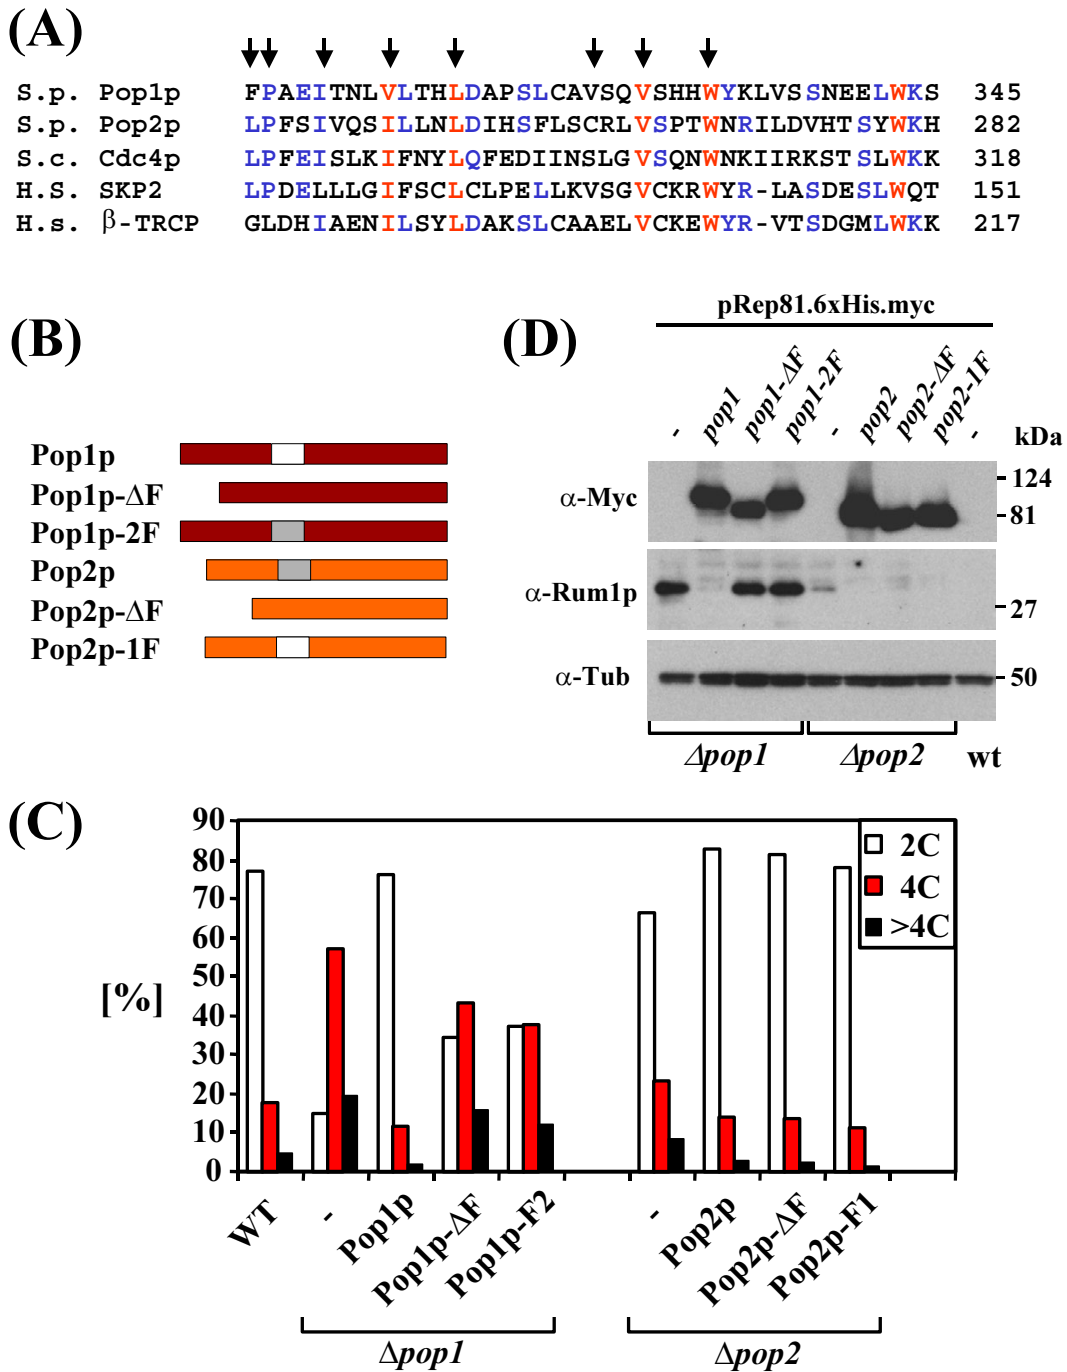 (A)
S.p. Pop1p FPAEITNLVLTHLDAPSLCAVSQVSHHWYKLVSSNEELWKS 345
S.p. Pop2p LPFSIVQSILLNLDIHSFLSCRLVSPTWNRILDVHTSYWKH 282
S.c. Cdc4p LPFEISLKIFNYLQFEDIINSLGVSQNWNKIIRKSTSLWKK 318
H.S. SKP2 LPDELLLGIFSCLCLPELLKVSGVCKRWYR-LASDESLWQT 151
H.s. β-TRCP GLDHIAENILSYLDAKSLCAAELVCKEWYR-VTSDGMLWKK 217
(B)
Pop1p
Pop1p-ΔF
Pop1p-2F
Pop2p
Pop2p-ΔF
Pop2p-1F
(D)
pRep81.6xHis.myc
- pop1 pop1-ΔF pop1-2F - pop2 pop2-ΔF pop2-1F -
kDa
α-Myc
124
81
α-Rum1p
27
α-Tub
50
Δpop1 Δpop2 wt
(C)
90
80
70
60
50
40
30
20
10
0
[%]
2C
4C
>4C
WT - Pop1p Pop1p-ΔF Pop1p-F2 - Pop2p Pop2p-ΔF Pop2p-F1
Δpop1 Δpop2